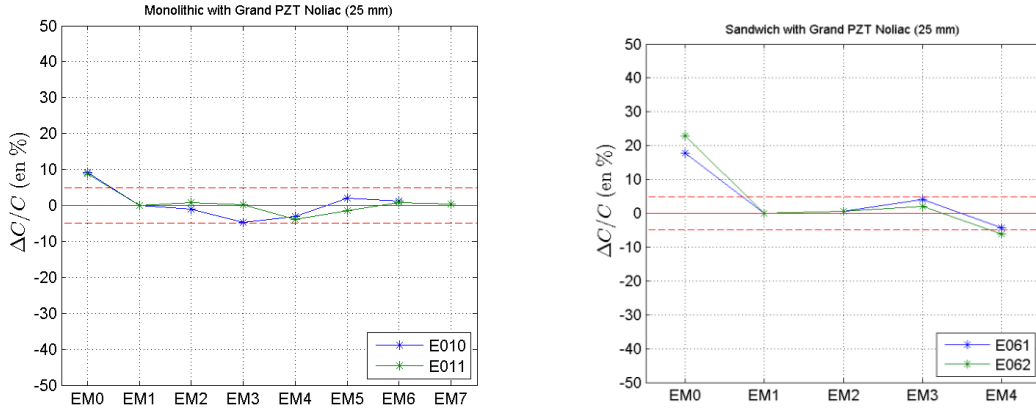 Monolithic with Grand PZT Noliac (25 mm)
50
40
30
20
10
0
-10
-20
-30
-40
-50
ΔC/C (en %)
EM0 EM1 EM2 EM3 EM4 EM5 EM6 EM7
E010
E011
Sandwich with Grand PZT Noliac (25 mm)
50
40
30
20
10
0
-10
-20
-30
-40
-50
ΔC/C (en %)
EM0 EM1 EM2 EM3 EM4
E061
E062